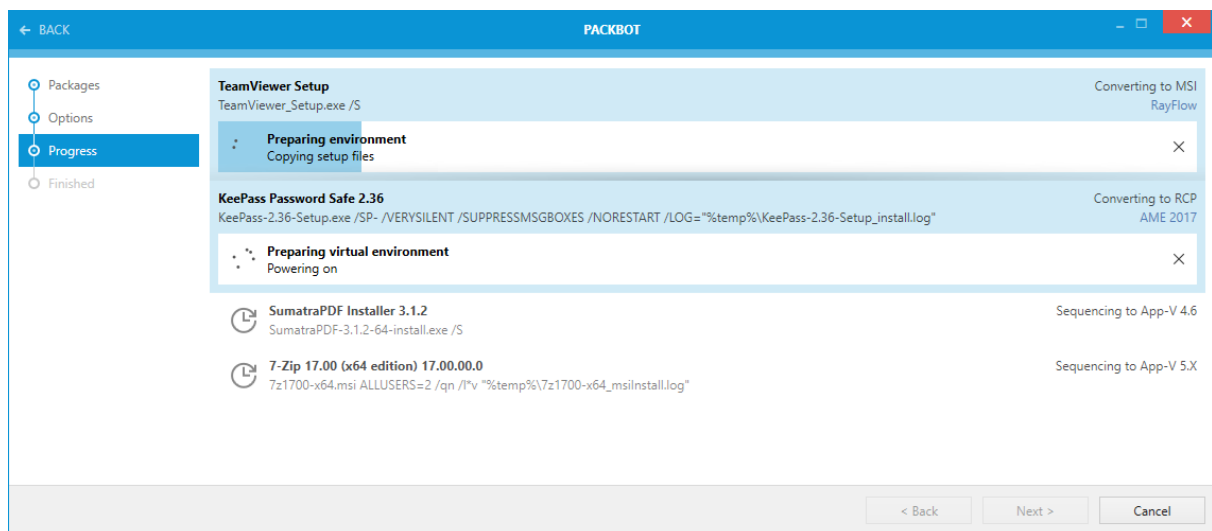 ← BACK
PACKBOT
Packages
Options
Progress
Finished
TeamViewer Setup
Converting to MSI
TeamViewer_Setup.exe /S
RayFlow
Preparing environment
Copying setup files
KeePass Password Safe 2.36
Converting to RCP
KeePass-2.36-Setup.exe /SP- /VERYSILENT /SUPPRESSMSGBOXES /NORESTART /LOG="%temp%\KeePass-2.36-Setup_install.log"
AME 2017
Preparing virtual environment
Powering on
SumatraPDF Installer 3.1.2
Sequencing to App-V 4.6
SumatraPDF-3.1.2-64-install.exe /S
7-Zip 17.00 (x64 edition) 17.00.00.0
Sequencing to App-V 5.X
7z1700-x64.msi ALLUSERS=2 /qn /l*v "%temp%\7z1700-x64_msiInstall.log"
< Back
Next >
Cancel